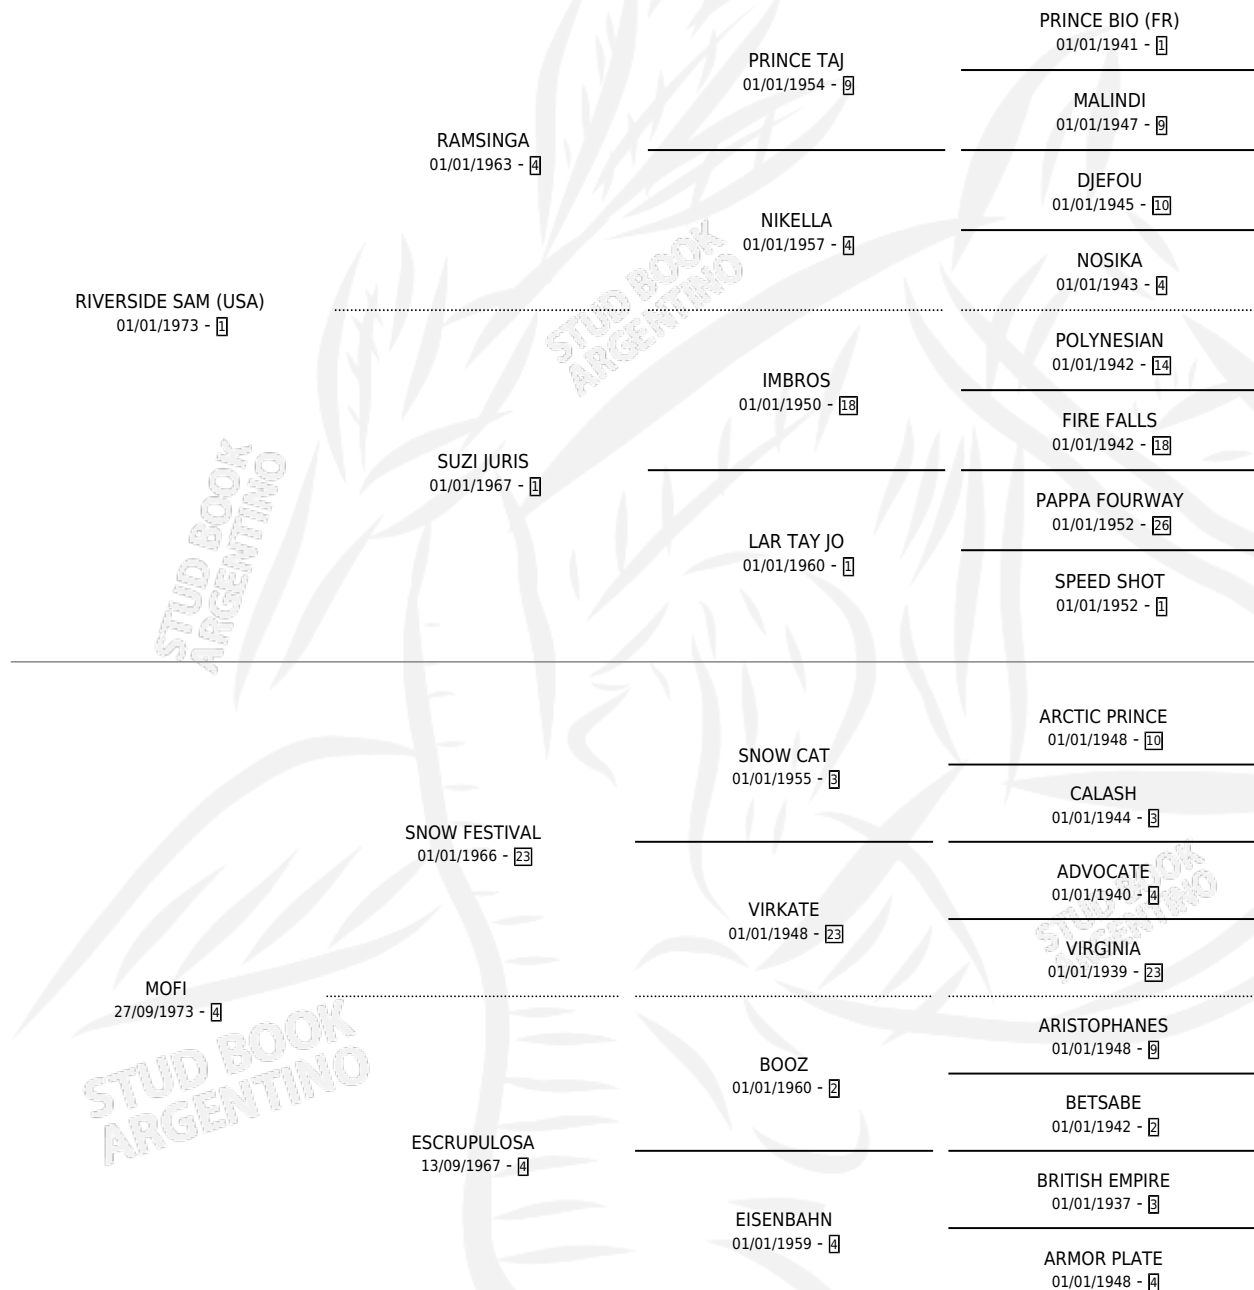 PRINCE BIO (FR)
01/01/1941 - 1
PRINCE TAJ
01/01/1954 - 9
MALINDI
01/01/1947 - 9
RAMSINGA
01/01/1963 - 4
DJEFOU
01/01/1945 - 10
NIKELLA
01/01/1957 - 4
NOSIKA
01/01/1943 - 4
RIVERSIDE SAM (USA)
01/01/1973 - 1
STUD BOOK
ARGENTINO
POLYNESIAN
01/01/1942 - 14
IMBROS
01/01/1950 - 18
FIRE FALLS
01/01/1942 - 18
SUZI JURIS
01/01/1967 - 1
PAPPA FOURWAY
01/01/1952 - 26
LAR TAY JO
01/01/1960 - 1
SPEED SHOT
01/01/1952 - 1
STUD BOOK
ARGENTINO
ARCTIC PRINCE
01/01/1948 - 10
SNOW CAT
01/01/1955 - 3
CALASH
01/01/1944 - 3
SNOW FESTIVAL
01/01/1966 - 23
ADVOCATE
01/01/1940 - 4
VIRKATE
01/01/1948 - 23
VIRGINIA
01/01/1939 - 23
STUD BOOK
ARGENTINO
MOFI
27/09/1973 - 4
STUD BOOK
ARGENTINO
ARISTOPHANES
01/01/1948 - 9
BOOZ
01/01/1960 - 2
BETSABE
01/01/1942 - 2
ESCRUPULOSA
13/09/1967 - 4
BRITISH EMPIRE
01/01/1937 - 3
EISENBAHN
01/01/1959 - 4
ARMOR PLATE
01/01/1948 - 4